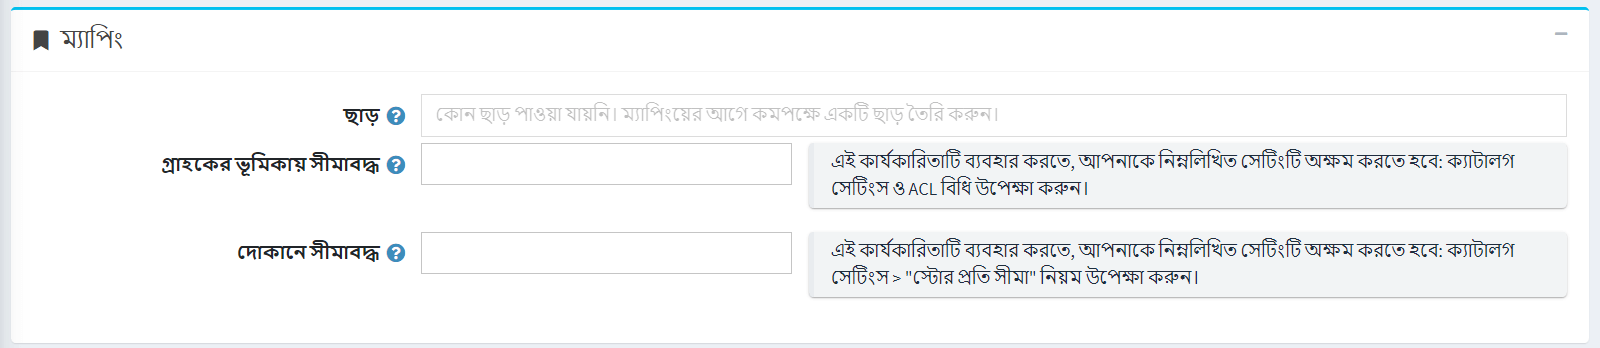 ম্যাপিং
ছাড়
কোন ছাড় পাওয়া যায়নি। ম্যাপিংয়ের আগে কমপক্ষে একটি ছাড় তৈরি করুন।
গ্রাহকের ভূমিকায় সীমাবদ্ধ
এই কার্যকারিতাটি ব্যবহার করতে, আপনাকে নিম্নলিখিত সেটিংটি অক্ষম করতে হবে: ক্যাটালগ
সেটিংস ও ACL বিধি উপেক্ষা করুন।
দোকানে সীমাবদ্ধ
এই কার্যকারিতাটি ব্যবহার করতে, আপনাকে নিম্নলিখিত সেটিংটি অক্ষম করতে হবে: ক্যাটালগ
সেটিংস > "স্টোর প্রতি সীমা" নিয়ম উপেক্ষা করুন।